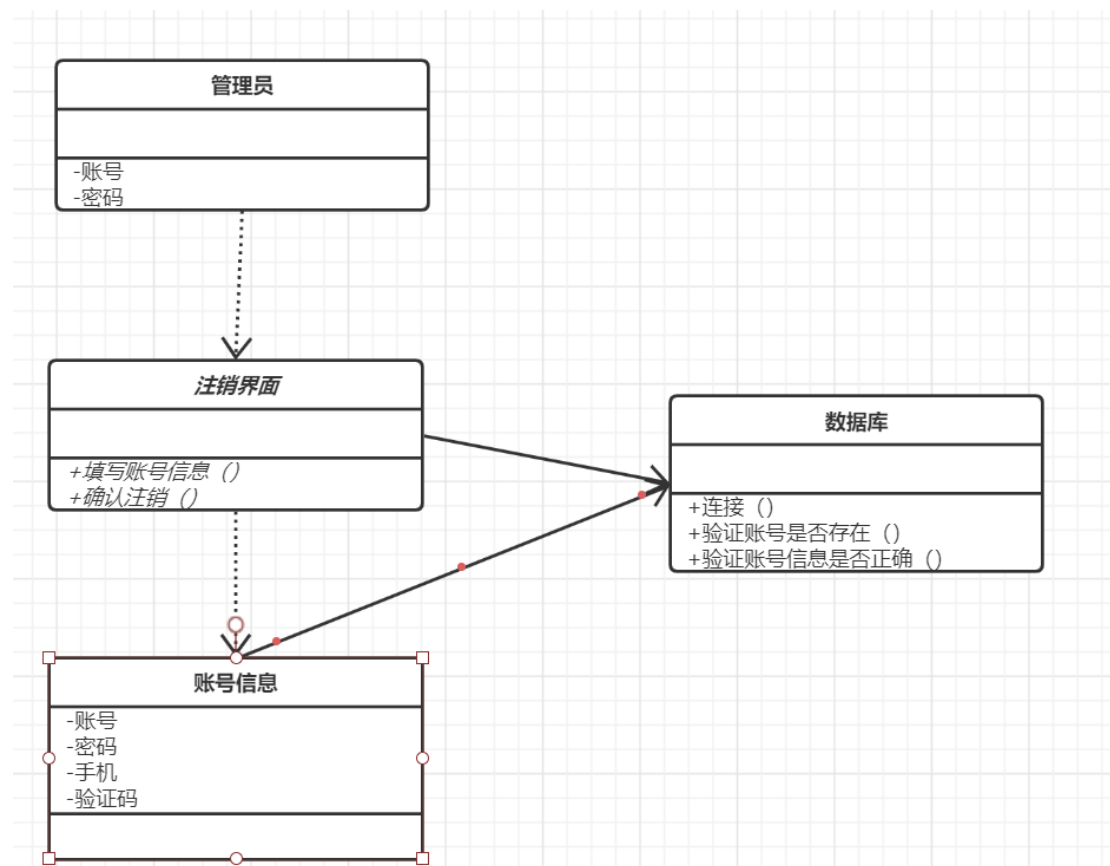 管理员
-账号
-密码
注销界面
+填写账号信息（）
+确认注销（）
数据库
+连接（）
+验证账号是否存在（）
+验证账号信息是否正确（）
账号信息
-账号
-密码
-手机
-验证码